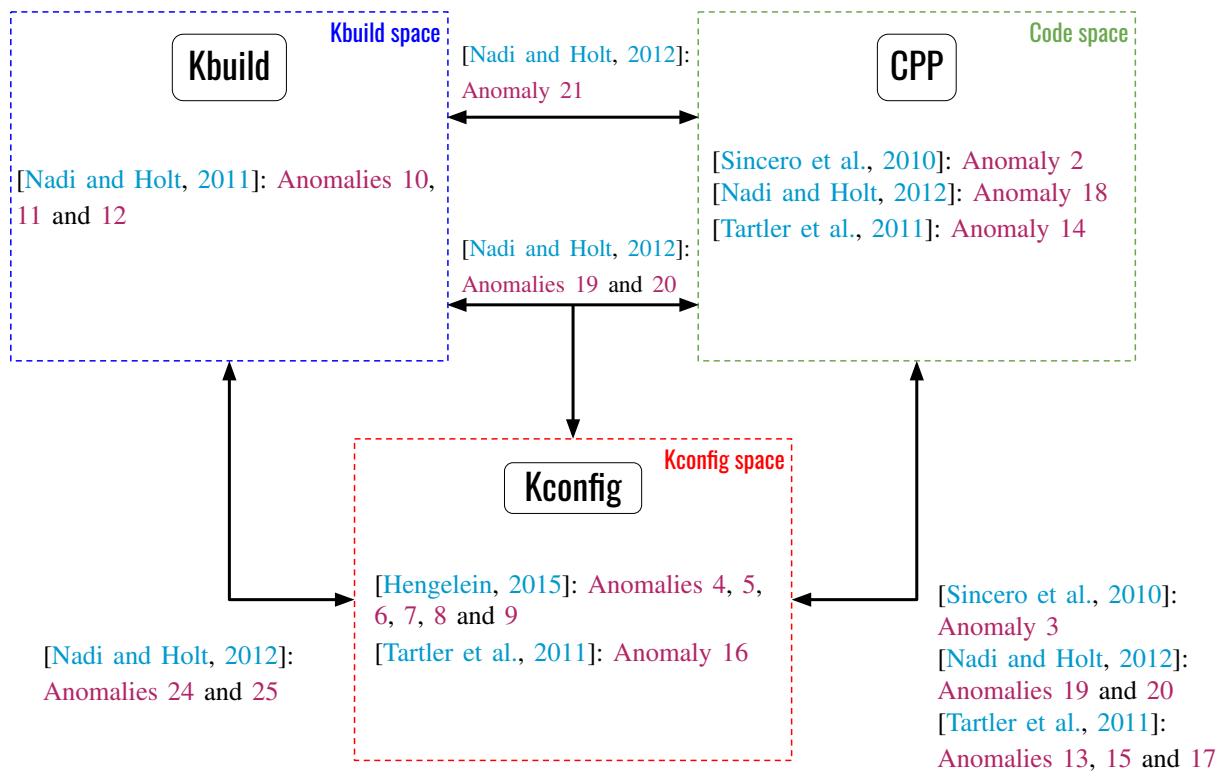 Kbuild space
Kbuild
[Nadi and Holt, 2011]: Anomalies 10,
11 and 12
[Nadi and Holt, 2012]:
Anomaly 21
Code space
CPP
[Sincero et al., 2010]: Anomaly 2
[Nadi and Holt, 2012]: Anomaly 18
[Tartler et al., 2011]: Anomaly 14
[Nadi and Holt, 2012]:
Anomalies 19 and 20
Kconfig space
Kconfig
[Hengelein, 2015]: Anomalies 4, 5,
6, 7, 8 and 9
[Tartler et al., 2011]: Anomaly 16
[Nadi and Holt, 2012]:
Anomalies 24 and 25
[Sincero et al., 2010]:
Anomaly 3
[Nadi and Holt, 2012]:
Anomalies 19 and 20
[Tartler et al., 2011]:
Anomalies 13, 15 and 17